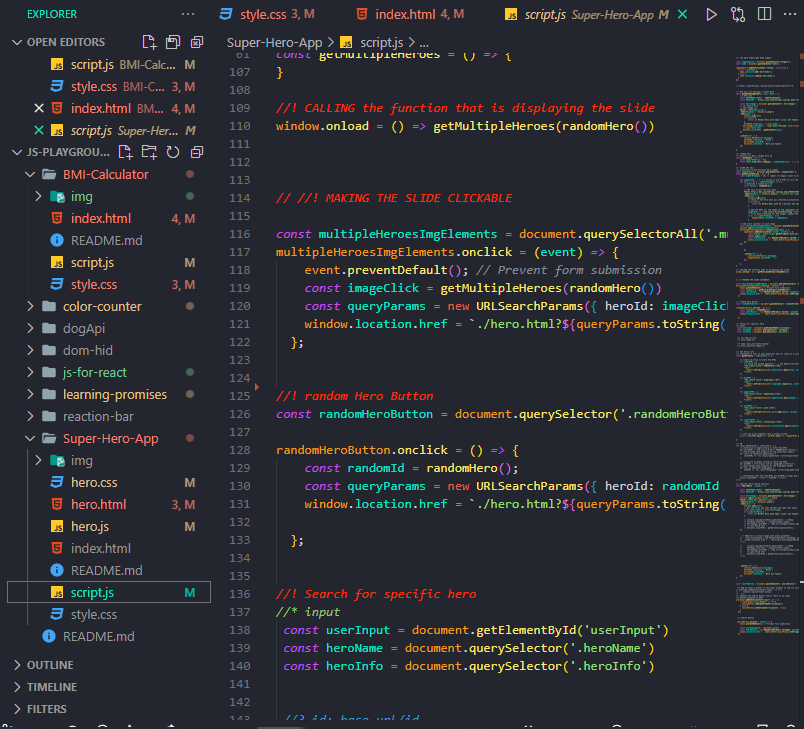 EXPLORER
···
style.css 3, M
index.html 4, M
script.js Super-Hero-App M
OPEN EDITORS
script.js BMI-Calc... M
style.css BMI-C... 3, M
index.html BM... 4, M
script.js Super-Her... M
JS-PLAYGROU...
BMI-Calculator
img
index.html 4, M
README.md
script.js M
style.css 3, M
color-counter
dogApi
dom-hid
js-for-react
learning-promises
reaction-bar
Super-Hero-App
img
hero.css M
hero.html 3, M
hero.js M
index.html
README.md
script.js M
style.css
README.md
OUTLINE
TIMELINE
FILTERS
Super-Hero-App > script.js > ...
61 const getMultipleHeroes = () => {
107 }
108
109 //! CALLING the function that is displaying the slide
110 window.onload = () => getMultipleHeroes(randomHero())
111
112
113
114 // //! MAKING THE SLIDE CLICKABLE
115
116 const multipleHeroesImgElements = document.querySelectorAll('.mu
117 multipleHeroesImgElements.onclick = (event) => {
118 event.preventDefault(); // Prevent form submission
119 const imageClick = getMultipleHeroes(randomHero())
120 const queryParams = new URLSearchParams({ heroId: imageClic
121 window.location.href = `./hero.html?${queryParams.toString(
122 };
123
124
125 //! random Hero Button
126 const randomHeroButton = document.querySelector('.randomHeroBut
127
128 randomHeroButton.onclick = () => {
129 const randomId = randomHero();
130 const queryParams = new URLSearchParams({ heroId: randomId
131 window.location.href = `./hero.html?${queryParams.toString(
132
133 };
134
135
136 //! Search for specific hero
137 //* input
138 const userInput = document.getElementById('userInput')
139 const heroName = document.querySelector('.heroName')
140 const heroInfo = document.querySelector('.heroInfo')
141
142
143 //? id: base_url/id